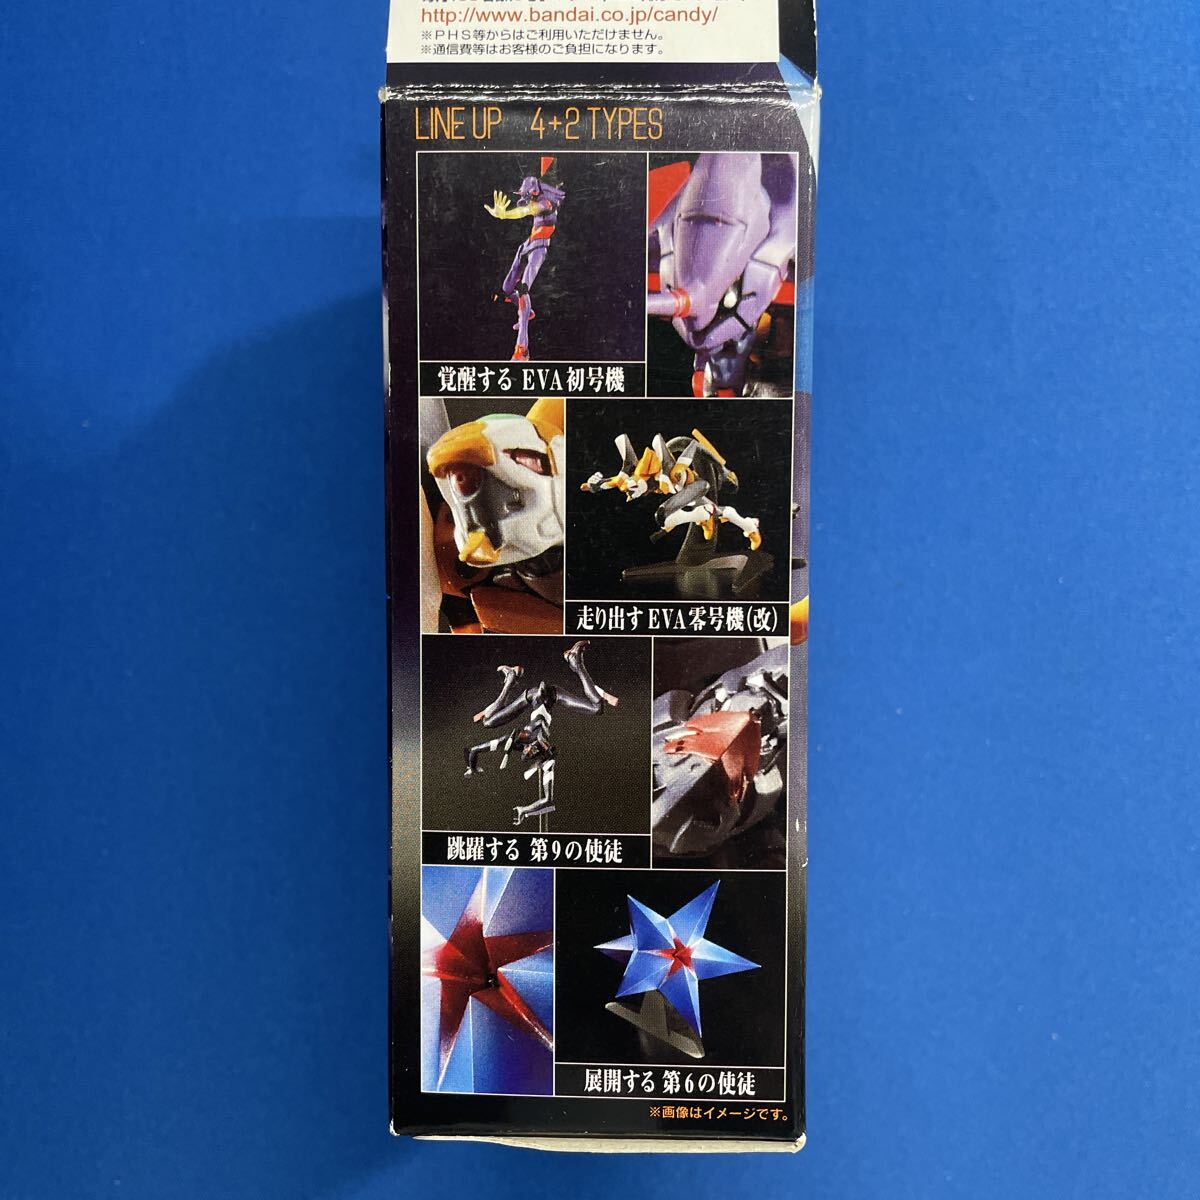 http://www.bandai.co.jp/candy/
※PHS等からはご利用いただけません。
※通信費等はお客様のご負担になります。
LINE UP 4+2 TYPES
覚醒する EVA初号機
走り出す EVA零号機(改)
跳躍する 第9の使徒
展開する 第6の使徒
※画像はイメージです。